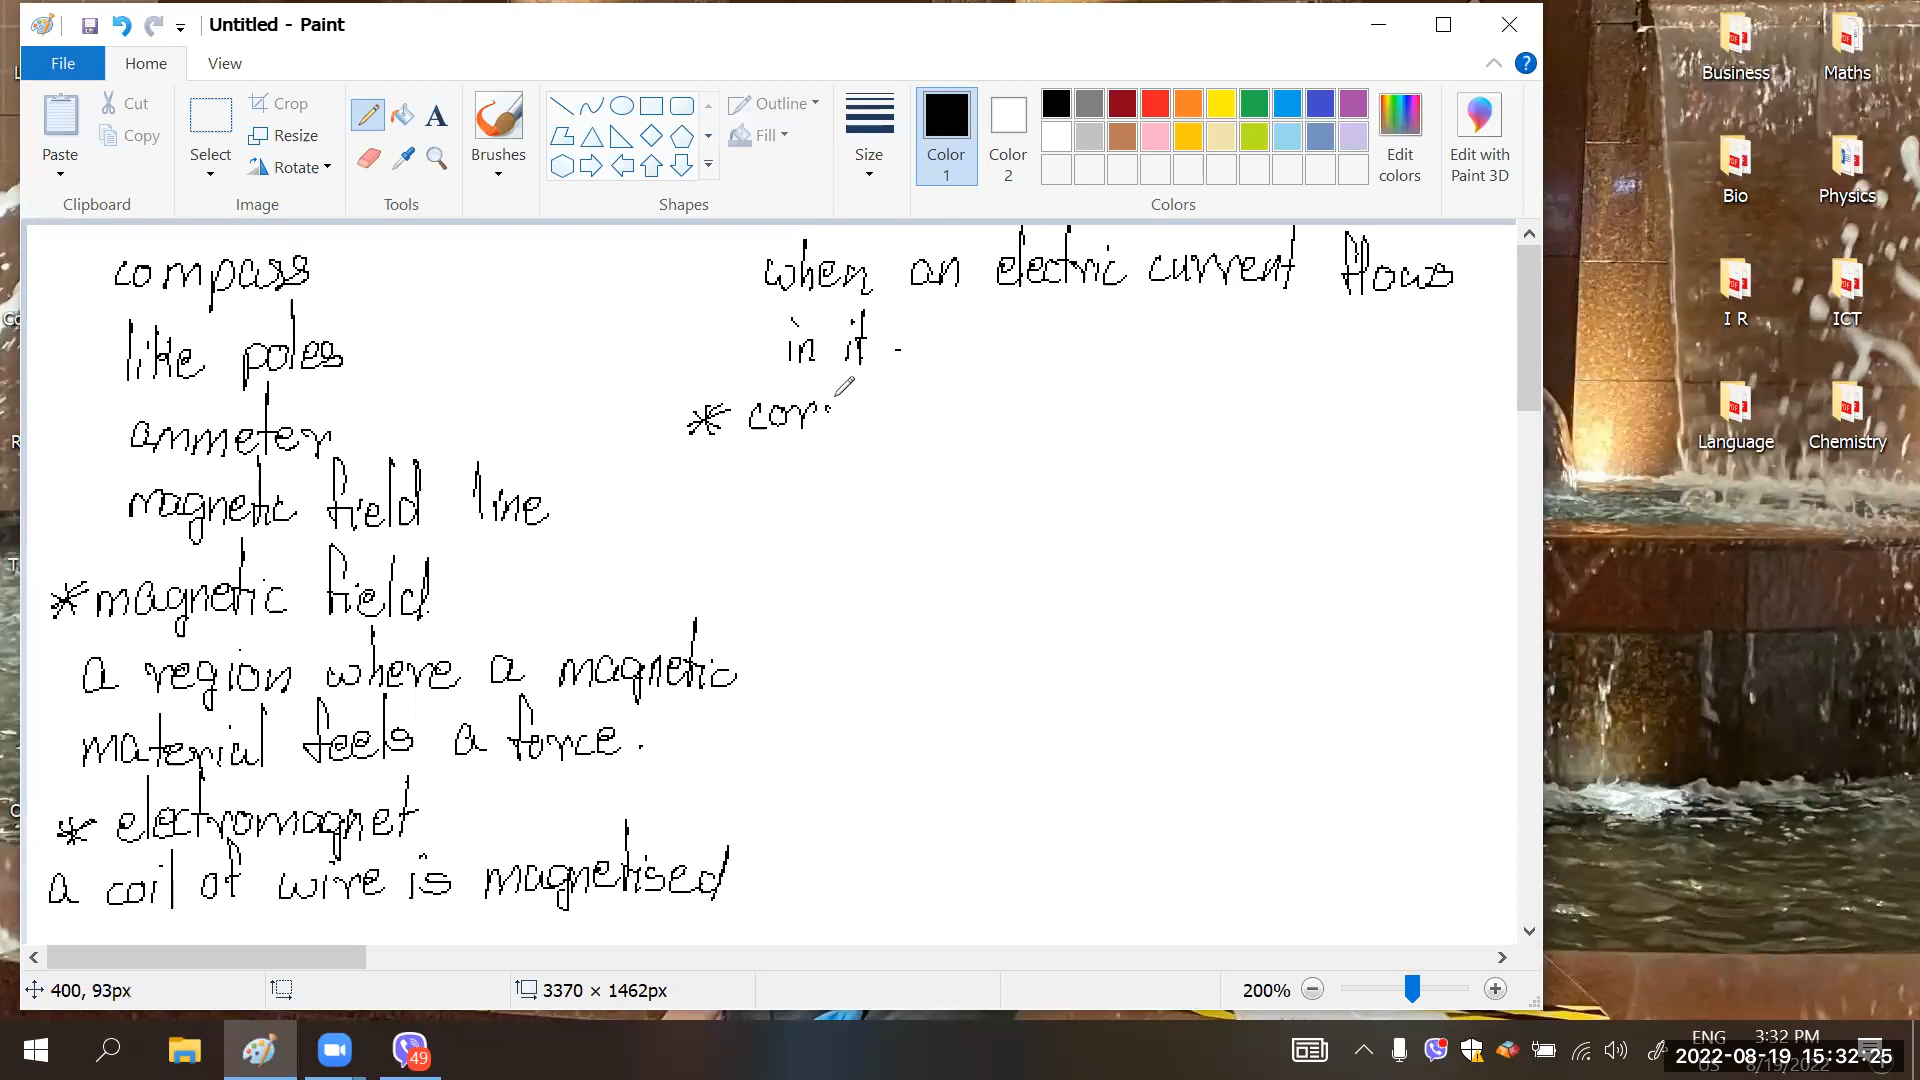 Untitled - Paint
File
Home
View
Cut
Copy
Paste
Clipboard
Crop
Resize
Rotate
Select
Image
Tools
Brushes
Outline
Fill
Shapes
Size
Color 1
Color 2
Edit colors
Colors
Edit with Paint 3D
compass
like poles
ammeter
magnetic field line
*magnetic field
a region where a magnetic
material feels a force.
* electromagnet
a coil of wire is magnetised
when an electric current flows
in it .
* cor
400, 93px
3370 × 1462px
200%
Business
Maths
Bio
Physics
I R
ICT
Language
Chemistry
49
ENG
3:32 PM
2022-08-19 15:32:25